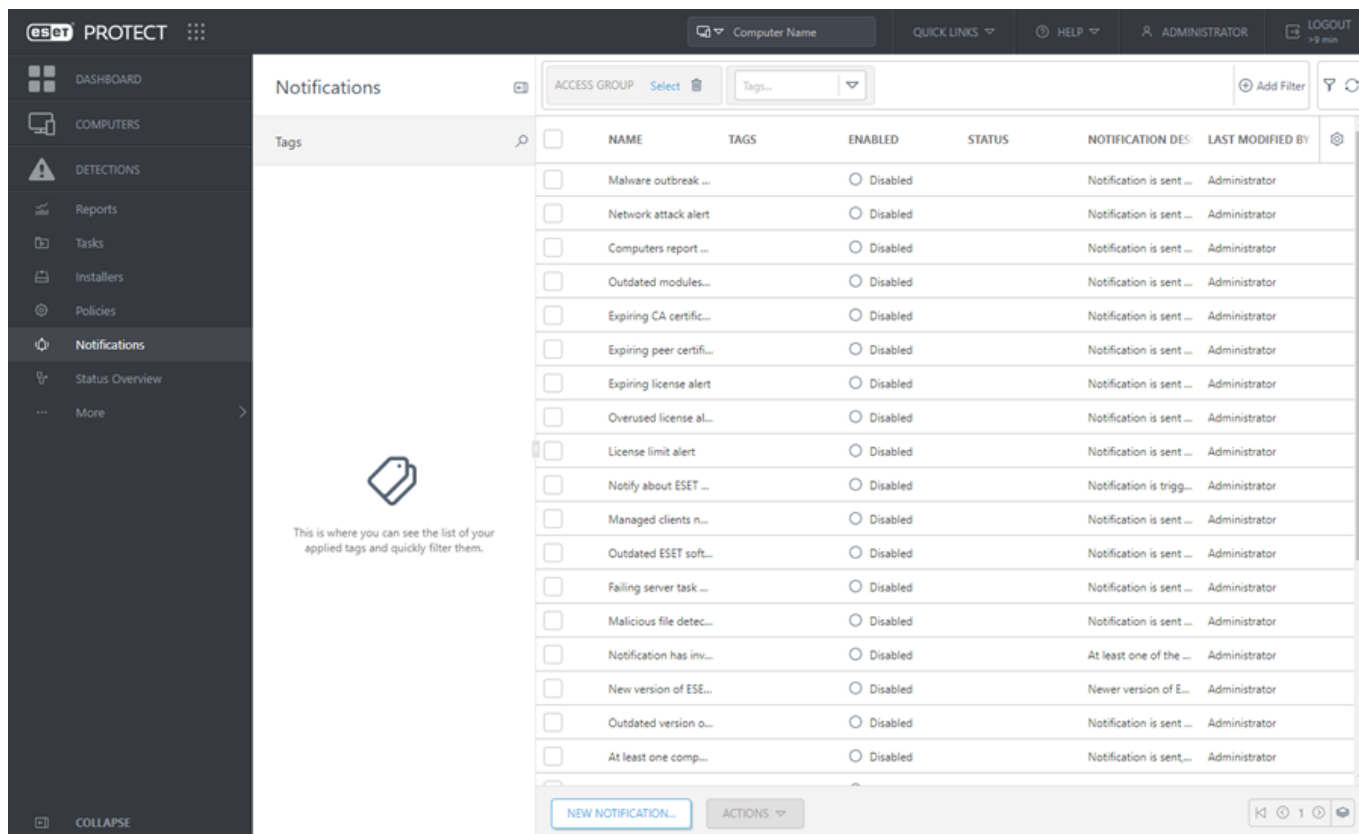 eset PROTECT
Computer Name
QUICK LINKS
HELP
ADMINISTRATOR
LOGOUT
>9 min
DASHBOARD
COMPUTERS
DETECTIONS
Reports
Tasks
Installers
Policies
Notifications
Status Overview
More
COLLAPSE
Notifications
Tags
This is where you can see the list of your
applied tags and quickly filter them.
ACCESS GROUP Select Tags... Add Filter
NAME TAGS ENABLED STATUS NOTIFICATION DES LAST MODIFIED BY
Malware outbreak ... Disabled Notification is sent ... Administrator
Network attack alert Disabled Notification is sent ... Administrator
Computers report ... Disabled Notification is sent ... Administrator
Outdated modules... Disabled Notification is sent ... Administrator
Expiring CA certific... Disabled Notification is sent ... Administrator
Expiring peer certifi... Disabled Notification is sent ... Administrator
Expiring license alert Disabled Notification is sent ... Administrator
Overused license al... Disabled Notification is sent ... Administrator
License limit alert Disabled Notification is sent ... Administrator
Notify about ESET ... Disabled Notification is trigg... Administrator
Managed clients n... Disabled Notification is sent ... Administrator
Outdated ESET soft... Disabled Notification is sent ... Administrator
Failing server task ... Disabled Notification is sent ... Administrator
Malicious file detec... Disabled Notification is sent ... Administrator
Notification has inv... Disabled At least one of the ... Administrator
New version of ESE... Disabled Newer version of E... Administrator
Outdated version o... Disabled Notification is sent ... Administrator
At least one comp... Disabled Notification is sent,... Administrator
NEW NOTIFICATION... ACTIONS 1